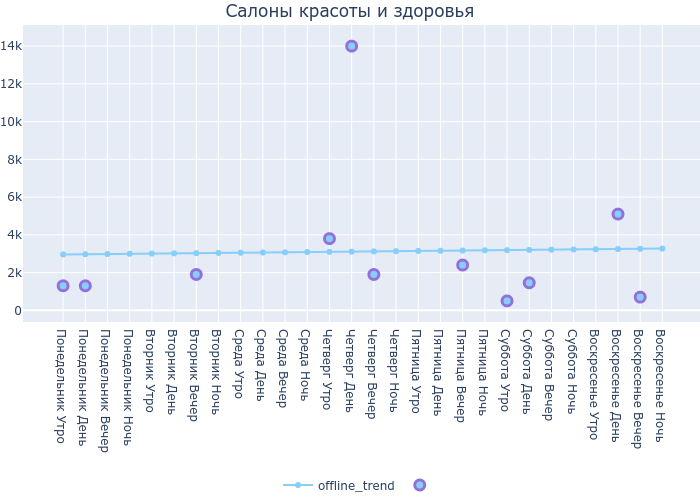 Салоны красоты и здоровья
14k
12k
10k
8k
6k
4k
2k
0
Понедельник Утро
Понедельник День
Понедельник Вечер
Понедельник Ночь
Вторник Утро
Вторник День
Вторник Вечер
Вторник Ночь
Среда Утро
Среда День
Среда Вечер
Среда Ночь
Четверг Утро
Четверг День
Четверг Вечер
Четверг Ночь
Пятница Утро
Пятница День
Пятница Вечер
Пятница Ночь
Суббота Утро
Суббота День
Суббота Вечер
Суббота Ночь
Воскресенье Утро
Воскресенье День
Воскресенье Вечер
Воскресенье Ночь
offline_trend